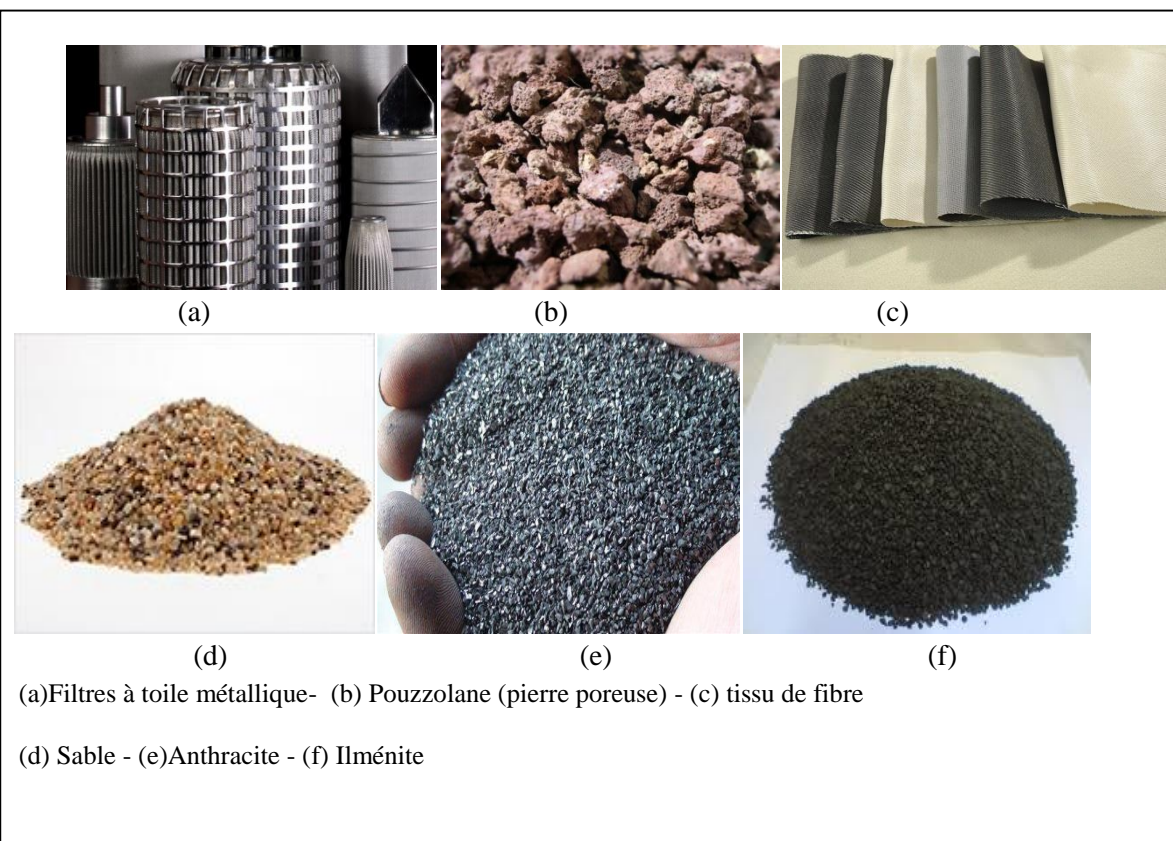 (a) (b) (c)
(d) (e) (f)
(a)Filtres à toile métallique- (b) Pouzzolane (pierre poreuse) - (c) tissu de fibre
(d) Sable - (e)Anthracite - (f) Ilménite